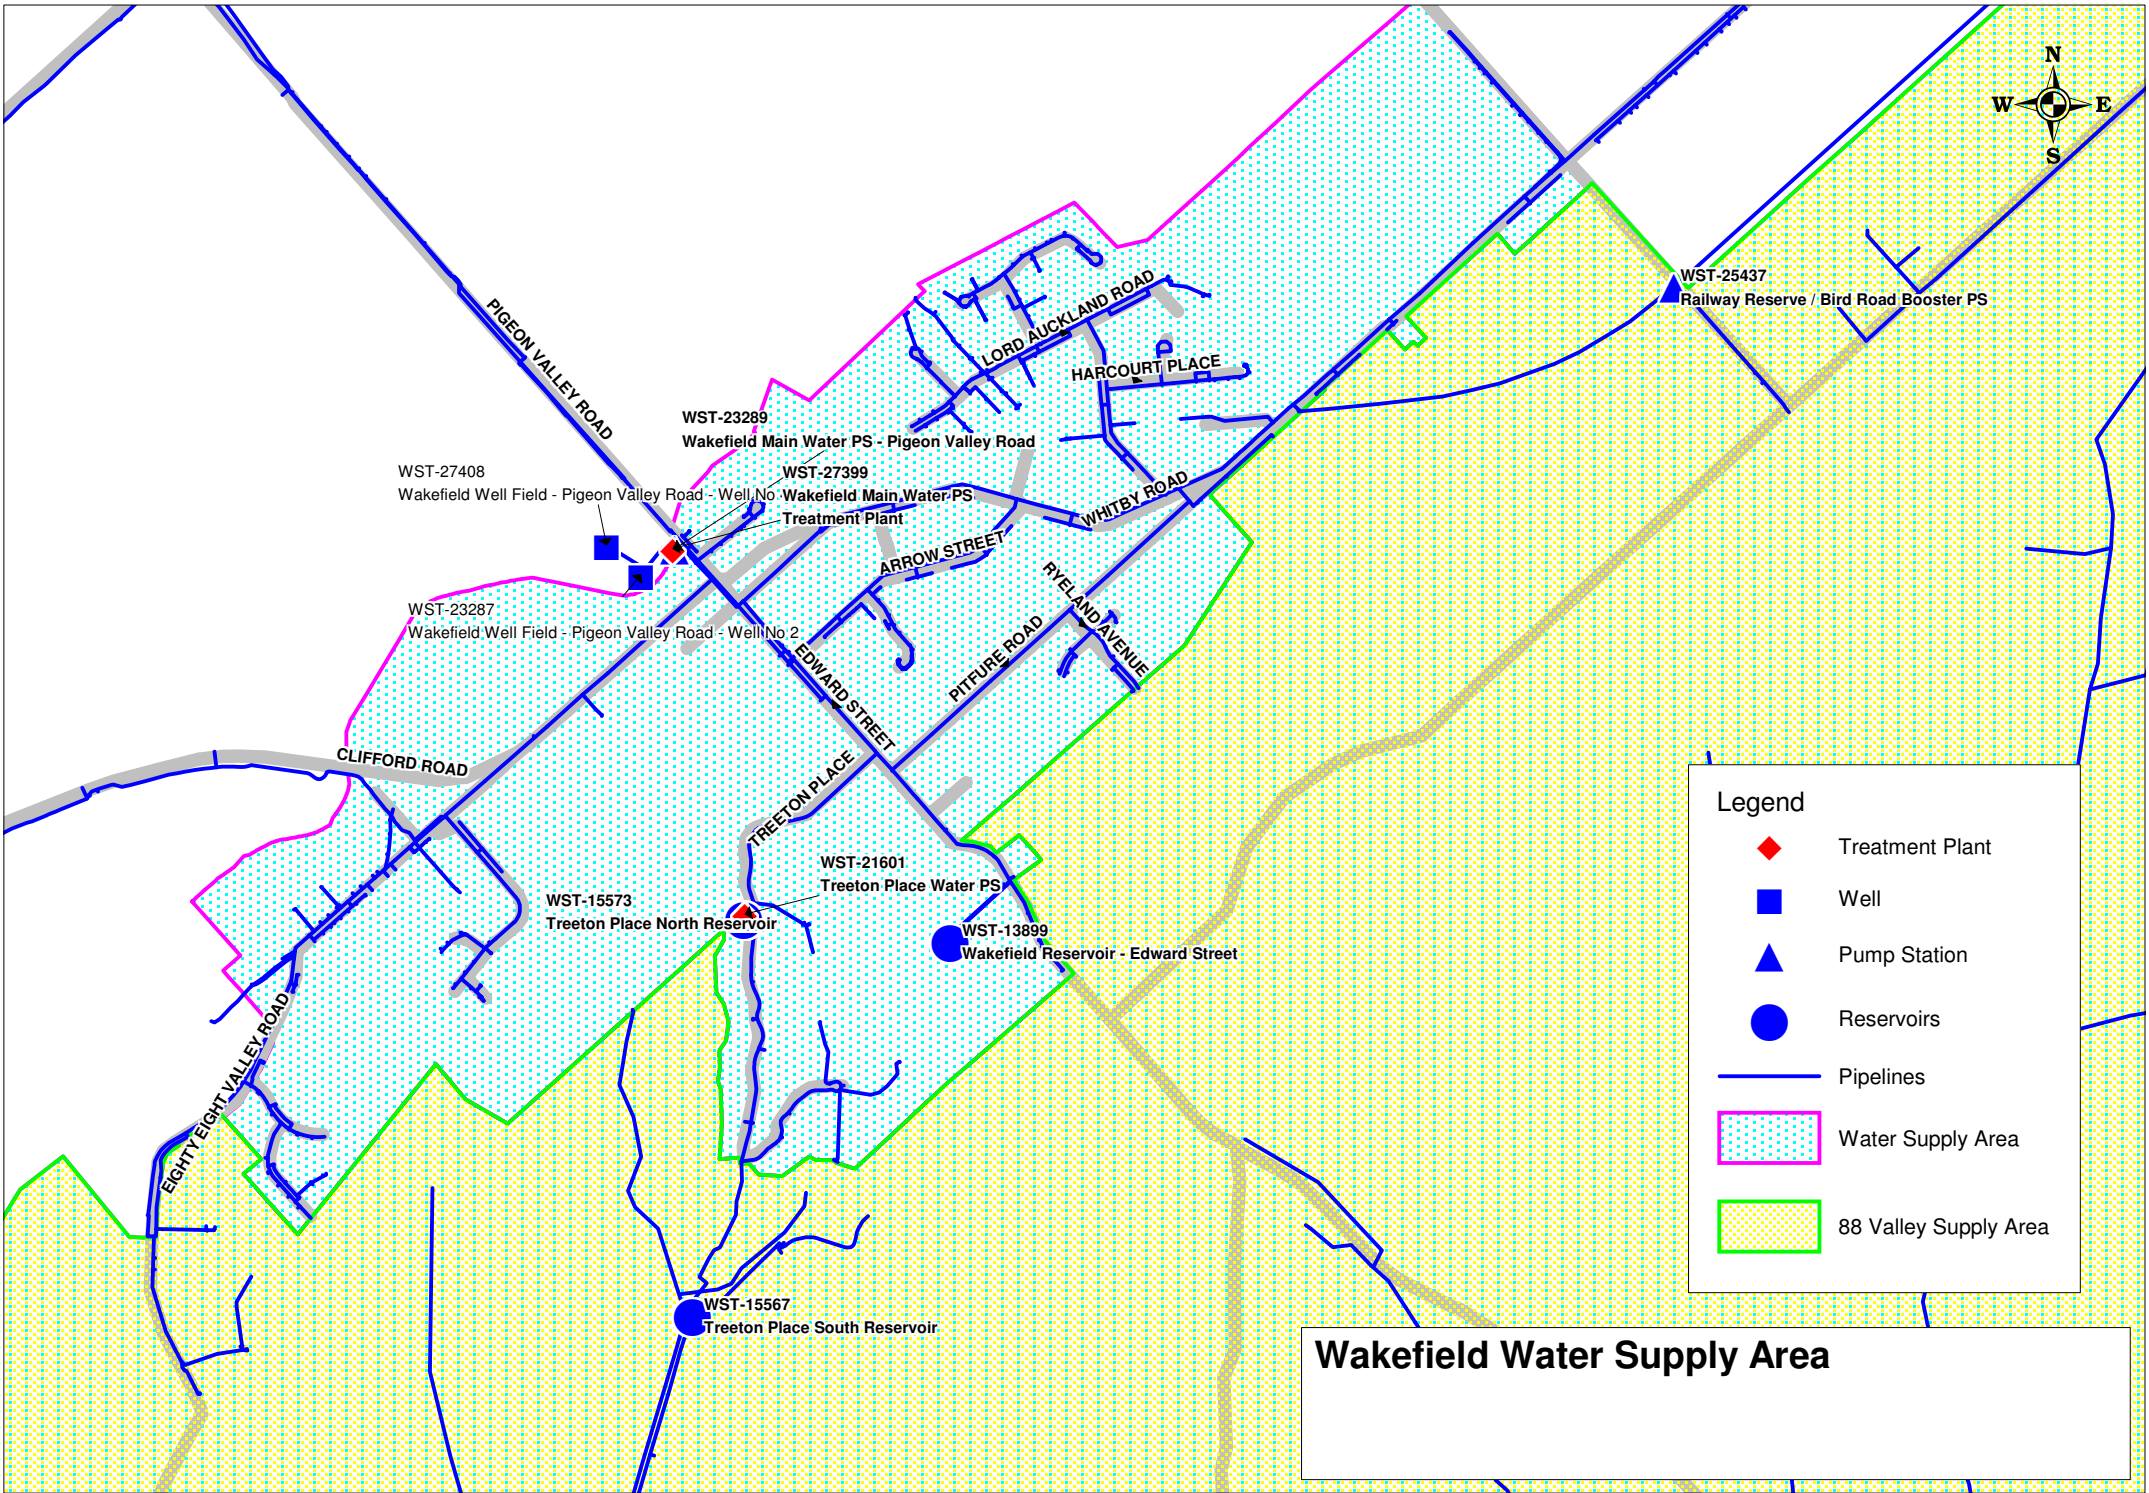 N
W E
S
WST-25437
Railway Reserve / Bird Road Booster PS
PIGEON VALLEY ROAD
LORD AUCKLAND ROAD
HARCOURT PLACE
WST-23289
Wakefield Main Water PS - Pigeon Valley Road
WST-27408
Wakefield Well Field - Pigeon Valley Road - Well No
WST-27399
Wakefield Main Water PS
Treatment Plant
WHITBY ROAD
ARROW STREET
RYELAND AVENUE
WST-23287
Wakefield Well Field - Pigeon Valley Road - Well No 2
EDWARD STREET
PITFURE ROAD
CLIFFORD ROAD
TREETON PLACE
WST-21601
Treeton Place Water PS
WST-15573
Treeton Place North Reservoir
WST-13899
Wakefield Reservoir - Edward Street
EIGHTY EIGHT VALLEY ROAD
WST-15567
Treeton Place South Reservoir
Legend
Treatment Plant
Well
Pump Station
Reservoirs
Pipelines
Water Supply Area
88 Valley Supply Area
Wakefield Water Supply Area